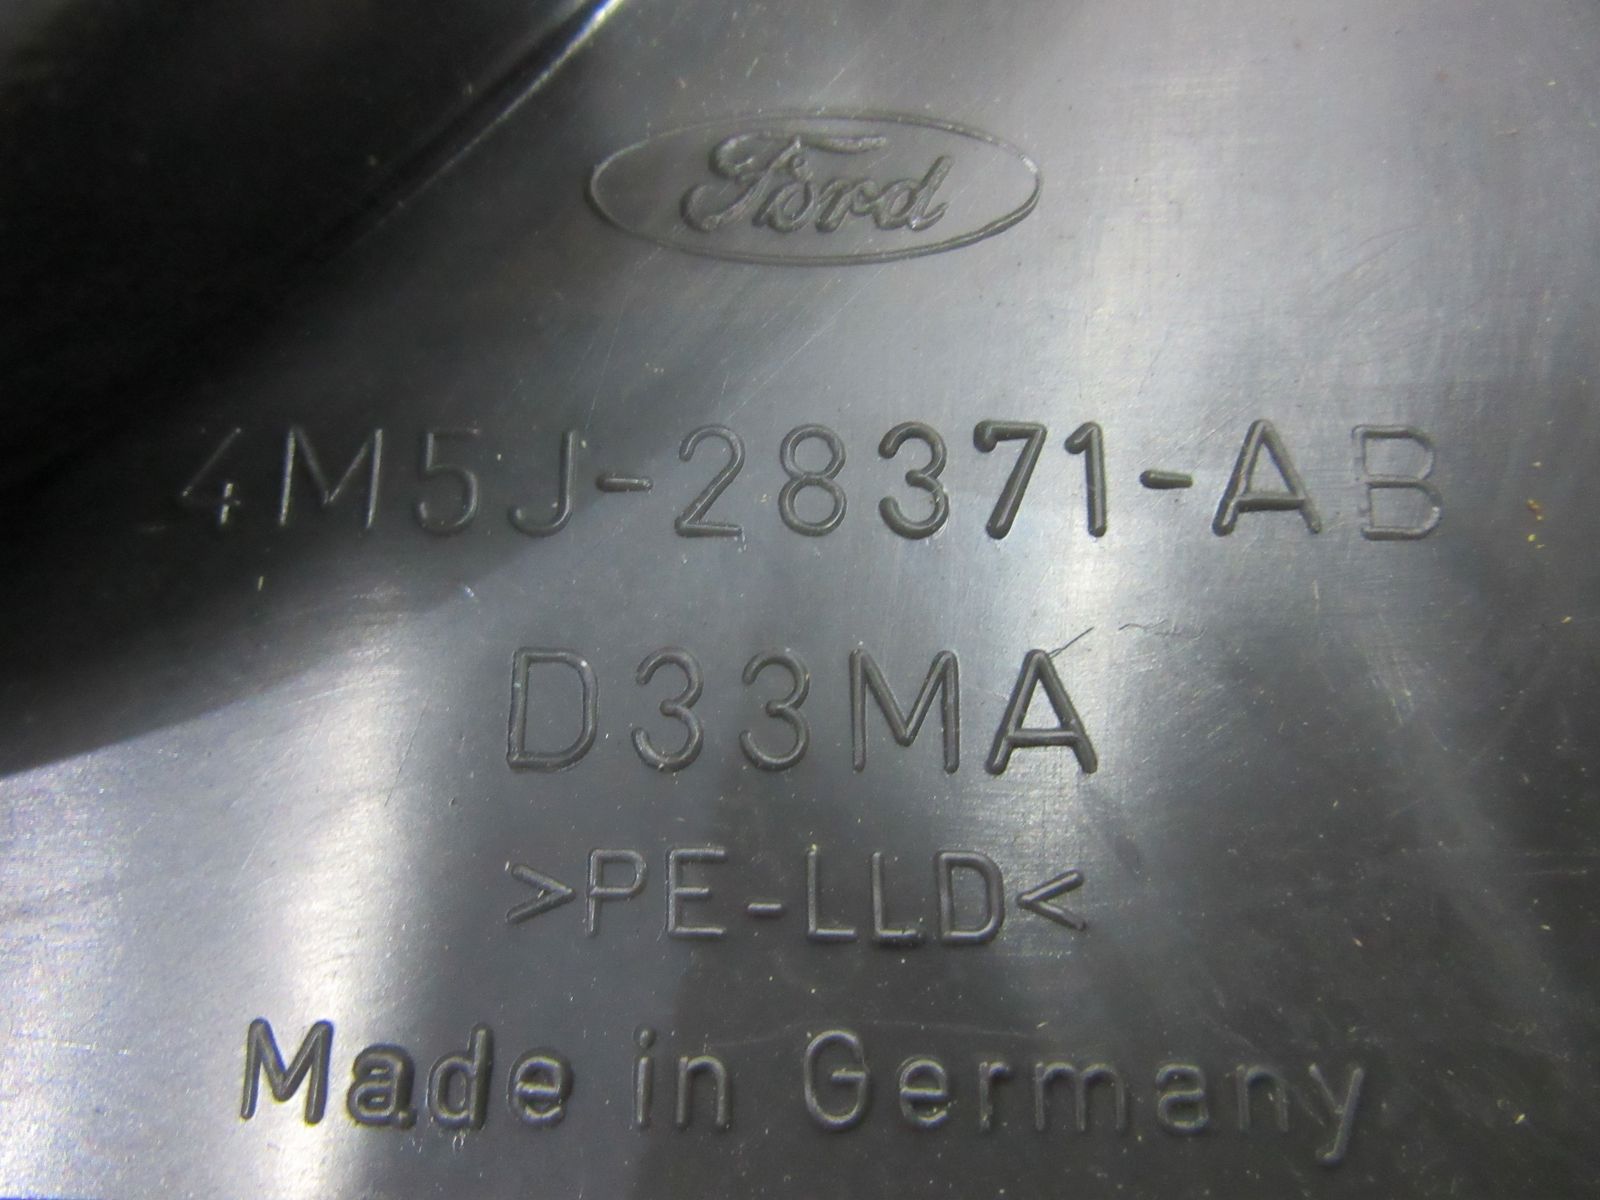 Ford
4M5J-28371-AB
D33MA
>PE-LLD<
Made in Germany